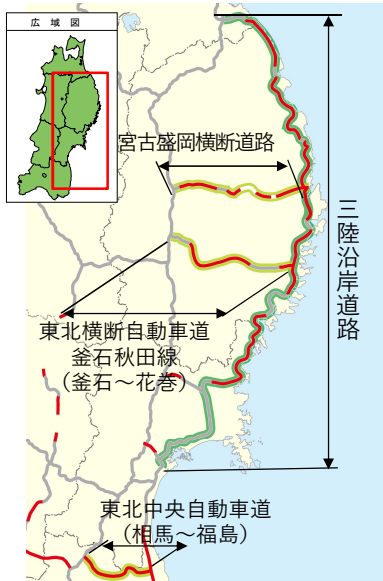 広域図
宮古盛岡横断道路
三陸沿岸道路
東北横断自動車道
釜石秋田線
（釜石～花巻）
東北中央自動車道
（相馬～福島）